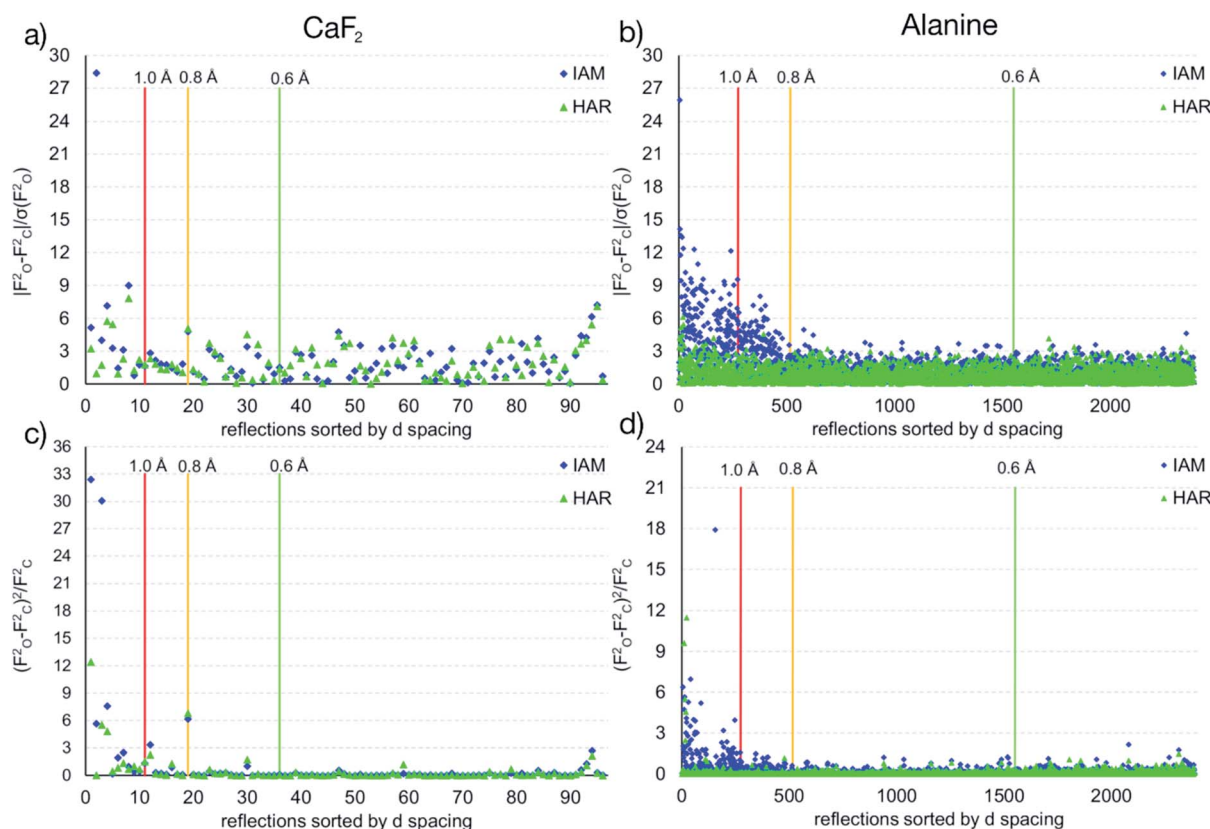 CaF2
Alanine
a)
30
27
24
21
18
15
12
9
6
3
0
|F²O-F²C|/σ(F²O)
1.0 Å 0.8 Å 0.6 Å
IAM
HAR
0 10 20 30 40 50 60 70 80 90
reflections sorted by d spacing
b)
30
27
24
21
18
15
12
9
6
3
0
|F²O-F²C|/σ(F²O)
1.0 Å 0.8 Å 0.6 Å
IAM
HAR
0 500 1000 1500 2000
reflections sorted by d spacing
c)
36
33
30
27
24
21
18
15
12
9
6
3
0
(F²O-F²C)²/F²C
1.0 Å 0.8 Å 0.6 Å
IAM
HAR
0 10 20 30 40 50 60 70 80 90
reflections sorted by d spacing
d)
24
21
18
15
12
9
6
3
0
(F²O-F²C)²/F²C
1.0 Å 0.8 Å 0.6 Å
IAM
HAR
0 500 1000 1500 2000
reflections sorted by d spacing